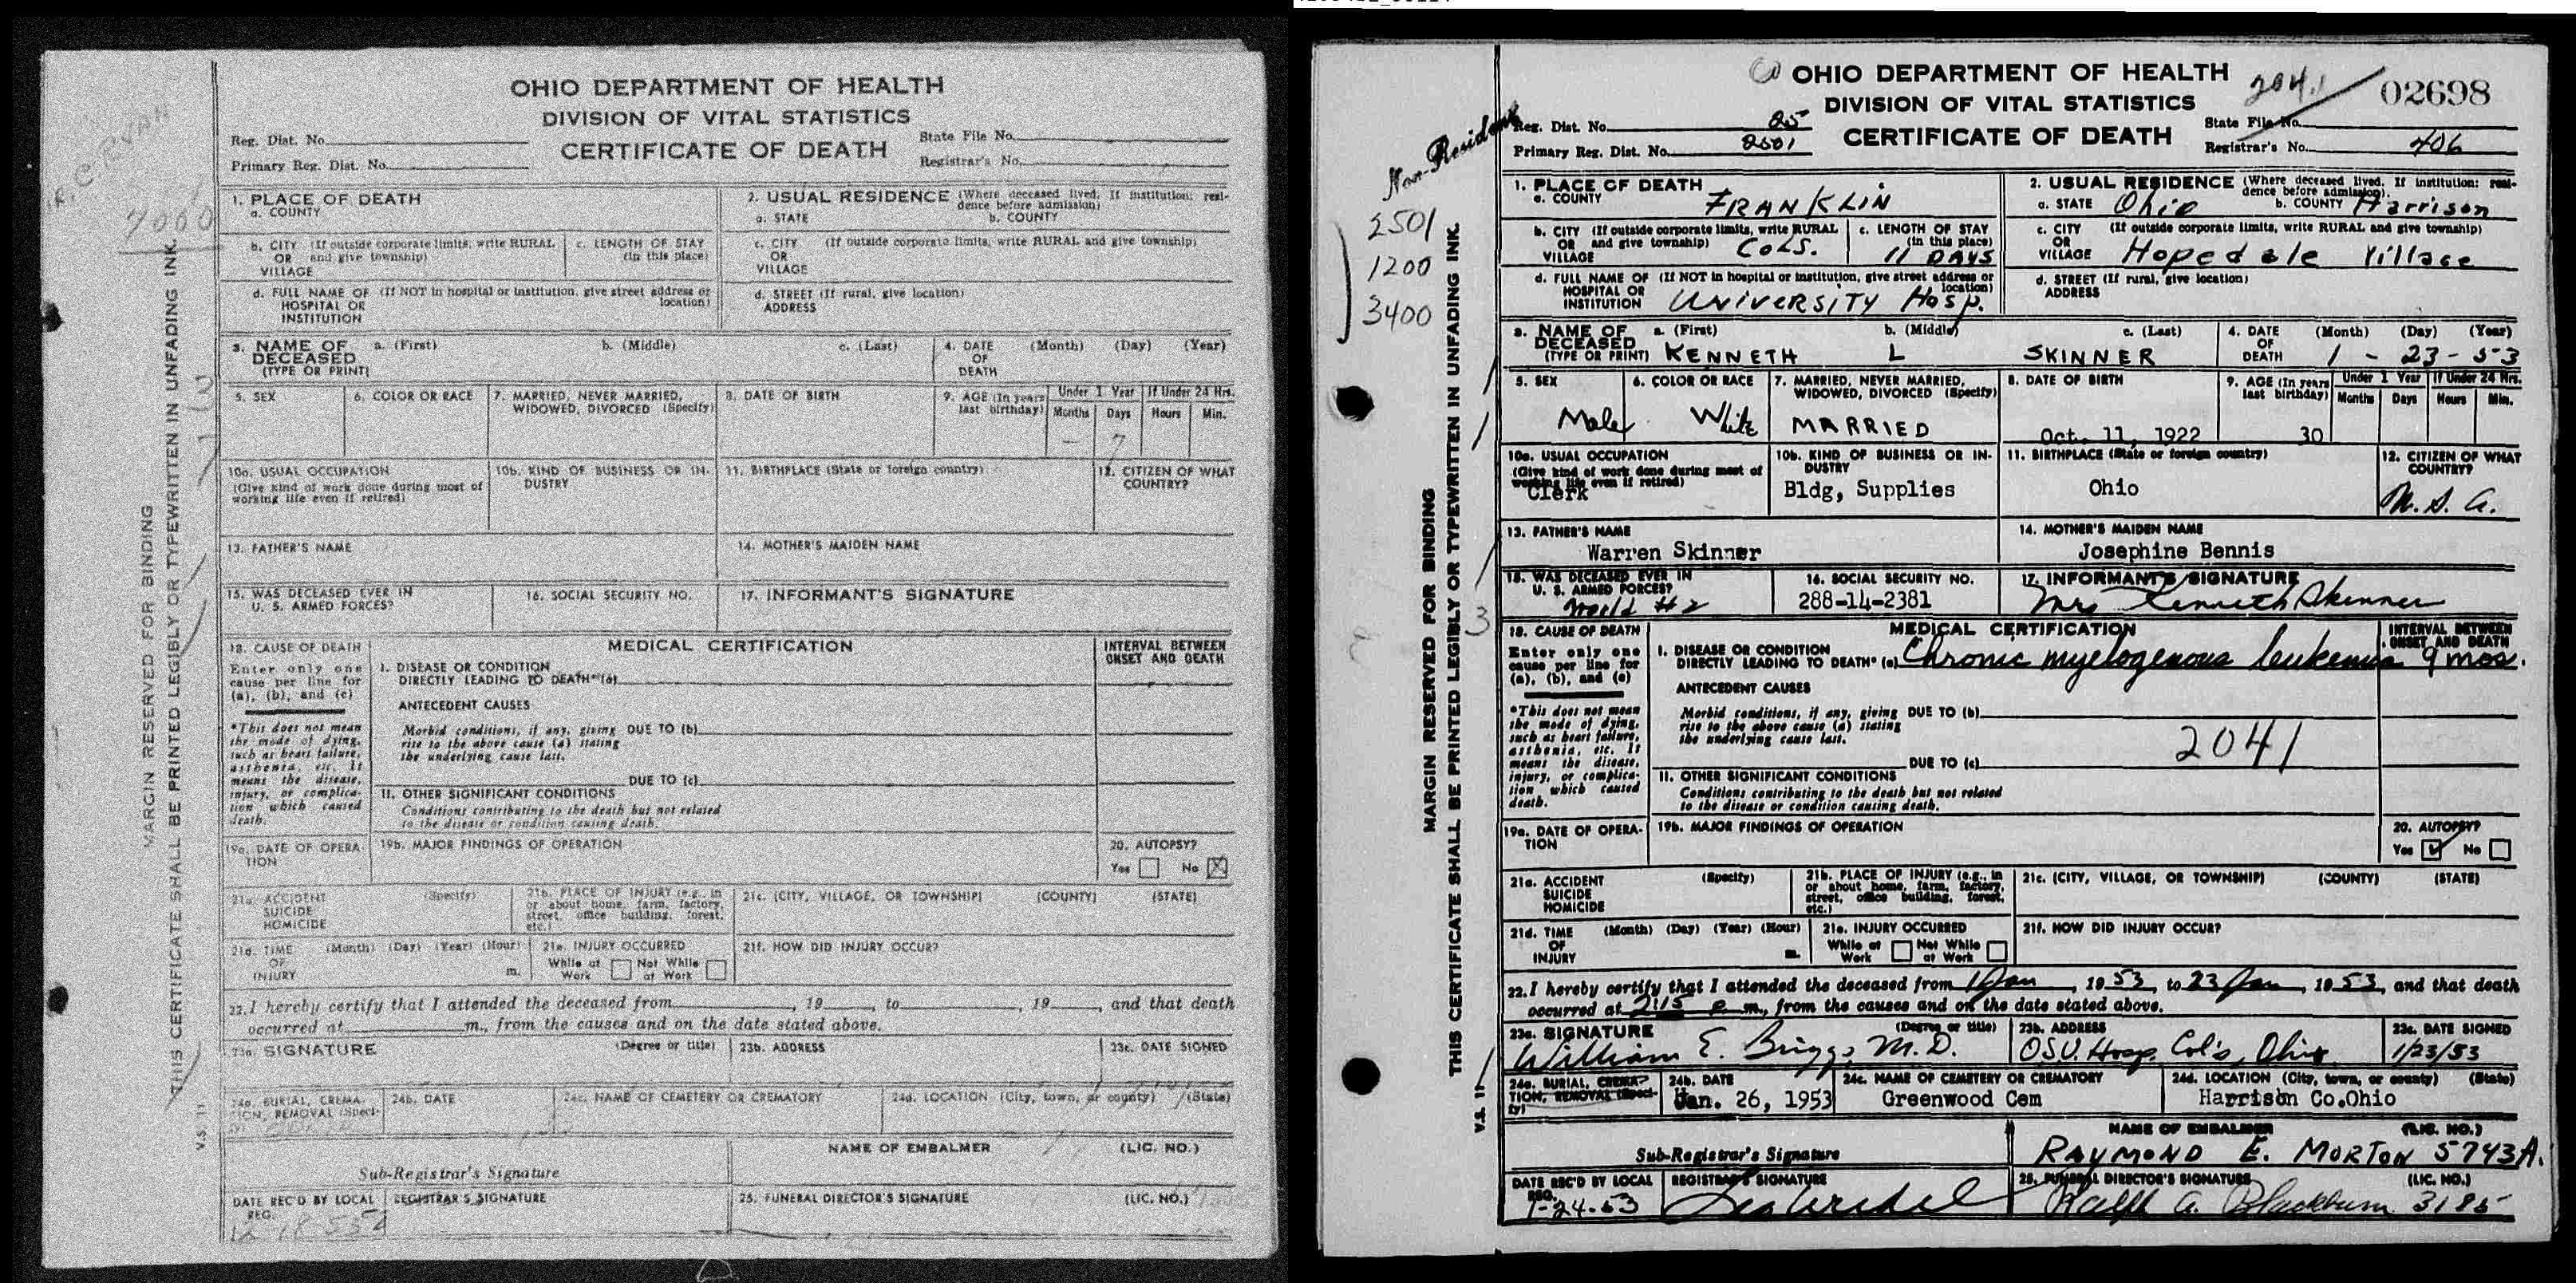 OHIO DEPARTMENT OF HEALTH
DIVISION OF VITAL STATISTICS
CERTIFICATE OF DEATH
Reg. Dist. No.
Primary Reg. Dist. No.
State File No.
Registrar's No.
7000
MARGIN RESERVED FOR BINDING
THIS CERTIFICATE SHALL BE PRINTED LEGIBLY OR TYPEWRITTEN IN UNFADING INK.
V.S. 11
1. PLACE OF DEATH
a. COUNTY
2. USUAL RESIDENCE (Where deceased lived. If institution: resi-
dence before admission)
a. STATE b. COUNTY
b. CITY (If outside corporate limits, write RURAL
OR and give township)
VILLAGE
c. LENGTH OF STAY
(in this place)
c. CITY (If outside corporate limits, write RURAL and give township)
OR
VILLAGE
d. FULL NAME OF (If NOT in hospital or institution, give street address or
HOSPITAL OR location)
INSTITUTION
d. STREET (If rural, give location)
ADDRESS
3. NAME OF a. (First) b. (Middle) c. (Last)
DECEASED
(TYPE OR PRINT)
4. DATE (Month) (Day) (Year)
OF
DEATH
5. SEX
6. COLOR OR RACE
7. MARRIED, NEVER MARRIED,
WIDOWED, DIVORCED (Specify)
8. DATE OF BIRTH
9. AGE (In years
last birthday)
Under 1 Year If Under 24 Hrs.
Months Days Hours Min.
– 7
10a. USUAL OCCUPATION
(Give kind of work done during most of
working life even if retired)
10b. KIND OF BUSINESS OR IN-
DUSTRY
11. BIRTHPLACE (State or foreign country)
12. CITIZEN OF WHAT
COUNTRY?
13. FATHER'S NAME
14. MOTHER'S MAIDEN NAME
15. WAS DECEASED EVER IN
U. S. ARMED FORCES?
16. SOCIAL SECURITY NO.
17. INFORMANT'S SIGNATURE
18. CAUSE OF DEATH
Enter only one
cause per line for
(a), (b), and (c)
*This does not mean
the mode of dying,
such as heart failure,
asthenia, etc. It
means the disease,
injury, or complica-
tion which caused
death.
MEDICAL CERTIFICATION
INTERVAL BETWEEN
ONSET AND DEATH
I. DISEASE OR CONDITION
DIRECTLY LEADING TO DEATH* (a)
ANTECEDENT CAUSES
Morbid conditions, if any, giving DUE TO (b)
rise to the above cause (a) stating
the underlying cause last.
DUE TO (c)
II. OTHER SIGNIFICANT CONDITIONS
Conditions contributing to the death but not related
to the disease or condition causing death.
19a. DATE OF OPERA-
TION
19b. MAJOR FINDINGS OF OPERATION
20. AUTOPSY?
Yes No X
21a. ACCIDENT (Specify)
SUICIDE
HOMICIDE
21b. PLACE OF INJURY (e.g., in
or about home, farm, factory,
street, office building, forest,
etc.)
21c. (CITY, VILLAGE, OR TOWNSHIP) (COUNTY) (STATE)
21d. TIME (Month) (Day) (Year) (Hour)
OF
INJURY m.
21e. INJURY OCCURRED
While at Not While
Work at Work
21f. HOW DID INJURY OCCUR?
22. I hereby certify that I attended the deceased from , 19 , to , 19 , and that death
occurred at m., from the causes and on the date stated above.
23a. SIGNATURE (Degree or title)
23b. ADDRESS
23c. DATE SIGNED
24a. BURIAL, CREMA-
TION, REMOVAL (Speci-
fy)
24b. DATE
24c. NAME OF CEMETERY OR CREMATORY
24d. LOCATION (City, town, or county) (State)
Sub-Registrar's Signature
NAME OF EMBALMER (LIC. NO.)
DATE REC'D BY LOCAL
REG.
REGISTRAR'S SIGNATURE
25. FUNERAL DIRECTOR'S SIGNATURE (LIC. NO.)
OHIO DEPARTMENT OF HEALTH
DIVISION OF VITAL STATISTICS
CERTIFICATE OF DEATH
2041
02698
Reg. Dist. No. 25
Primary Reg. Dist. No. 2501
State File No.
Registrar's No. 406
Non-Resident
2501
1200
3400
3
MARGIN RESERVED FOR BINDING
THIS CERTIFICATE SHALL BE PRINTED LEGIBLY OR TYPEWRITTEN IN UNFADING INK.
V.S. 11
1. PLACE OF DEATH
a. COUNTY FRANKLIN
2. USUAL RESIDENCE (Where deceased lived. If institution: resi-
dence before admission).
a. STATE Ohio b. COUNTY Harrison
b. CITY (If outside corporate limits, write RURAL
OR and give township)
VILLAGE COLS.
c. LENGTH OF STAY
(in this place)
11 DAYS
c. CITY (If outside corporate limits, write RURAL and give township)
OR
VILLAGE Hopedale Village
d. FULL NAME OF (If NOT in hospital or institution, give street address or
HOSPITAL OR location)
INSTITUTION UNIVERSITY Hosp.
d. STREET (If rural, give location)
ADDRESS
3. NAME OF a. (First) b. (Middle) c. (Last)
DECEASED
(TYPE OR PRINT) KENNETH L SKINNER
4. DATE (Month) (Day) (Year)
OF
DEATH 1 - 23 - 53
5. SEX
Male
6. COLOR OR RACE
White
7. MARRIED, NEVER MARRIED,
WIDOWED, DIVORCED (Specify)
MARRIED
8. DATE OF BIRTH
Oct. 11, 1922
9. AGE (In years
last birthday)
30
Under 1 Year If Under 24 Hrs.
Months Days Hours Min.
10a. USUAL OCCUPATION
(Give kind of work done during most of
working life even if retired)
Clerk
10b. KIND OF BUSINESS OR IN-
DUSTRY
Bldg, Supplies
11. BIRTHPLACE (State or foreign country)
Ohio
12. CITIZEN OF WHAT
COUNTRY?
U. S. A.
13. FATHER'S NAME
Warren Skinner
14. MOTHER'S MAIDEN NAME
Josephine Bennis
15. WAS DECEASED EVER IN
U. S. ARMED FORCES?
World #2
16. SOCIAL SECURITY NO.
288-14-2381
17. INFORMANT'S SIGNATURE
Mrs Kenneth Skinner
18. CAUSE OF DEATH
Enter only one
cause per line for
(a), (b), and (c)
*This does not mean
the mode of dying,
such as heart failure,
asthenia, etc. It
means the disease,
injury, or complica-
tion which caused
death.
MEDICAL CERTIFICATION
INTERVAL BETWEEN
ONSET AND DEATH
I. DISEASE OR CONDITION
DIRECTLY LEADING TO DEATH* (a) Chronic myelogenous leukemia 9 mos.
ANTECEDENT CAUSES
Morbid conditions, if any, giving DUE TO (b)
rise to the above cause (a) stating
the underlying cause last.
2041
DUE TO (c)
II. OTHER SIGNIFICANT CONDITIONS
Conditions contributing to the death but not related
to the disease or condition causing death.
19a. DATE OF OPERA-
TION
19b. MAJOR FINDINGS OF OPERATION
20. AUTOPSY?
Yes ✓ No
21a. ACCIDENT (Specify)
SUICIDE
HOMICIDE
21b. PLACE OF INJURY (e.g., in
or about home, farm, factory,
street, office building, forest,
etc.)
21c. (CITY, VILLAGE, OR TOWNSHIP) (COUNTY) (STATE)
21d. TIME (Month) (Day) (Year) (Hour)
OF
INJURY m.
21e. INJURY OCCURRED
While at Not While
Work at Work
21f. HOW DID INJURY OCCUR?
22. I hereby certify that I attended the deceased from 1 Jan, 1953, to 23 Jan, 1953, and that death
occurred at 2:15 p m., from the causes and on the date stated above.
23a. SIGNATURE (Degree or title)
William E. Briggs, M.D.
23b. ADDRESS
OSU. Hosp. Col's, Ohio
23c. DATE SIGNED
1/23/53
24a. BURIAL, CREMA-
TION, REMOVAL (Speci-
fy)
24b. DATE
Jan. 26, 1953
24c. NAME OF CEMETERY OR CREMATORY
Greenwood Cem
24d. LOCATION (City, town, or county) (State)
Harrison Co.Ohio
Sub-Registrar's Signature
NAME OF EMBALMER (LIC. NO.)
RAYMOND E. MORTON 5743A.
DATE REC'D BY LOCAL
REG.
1-24-53
REGISTRAR'S SIGNATURE
25. FUNERAL DIRECTOR'S SIGNATURE (LIC. NO.)
Ralph A. Blackburn 3185